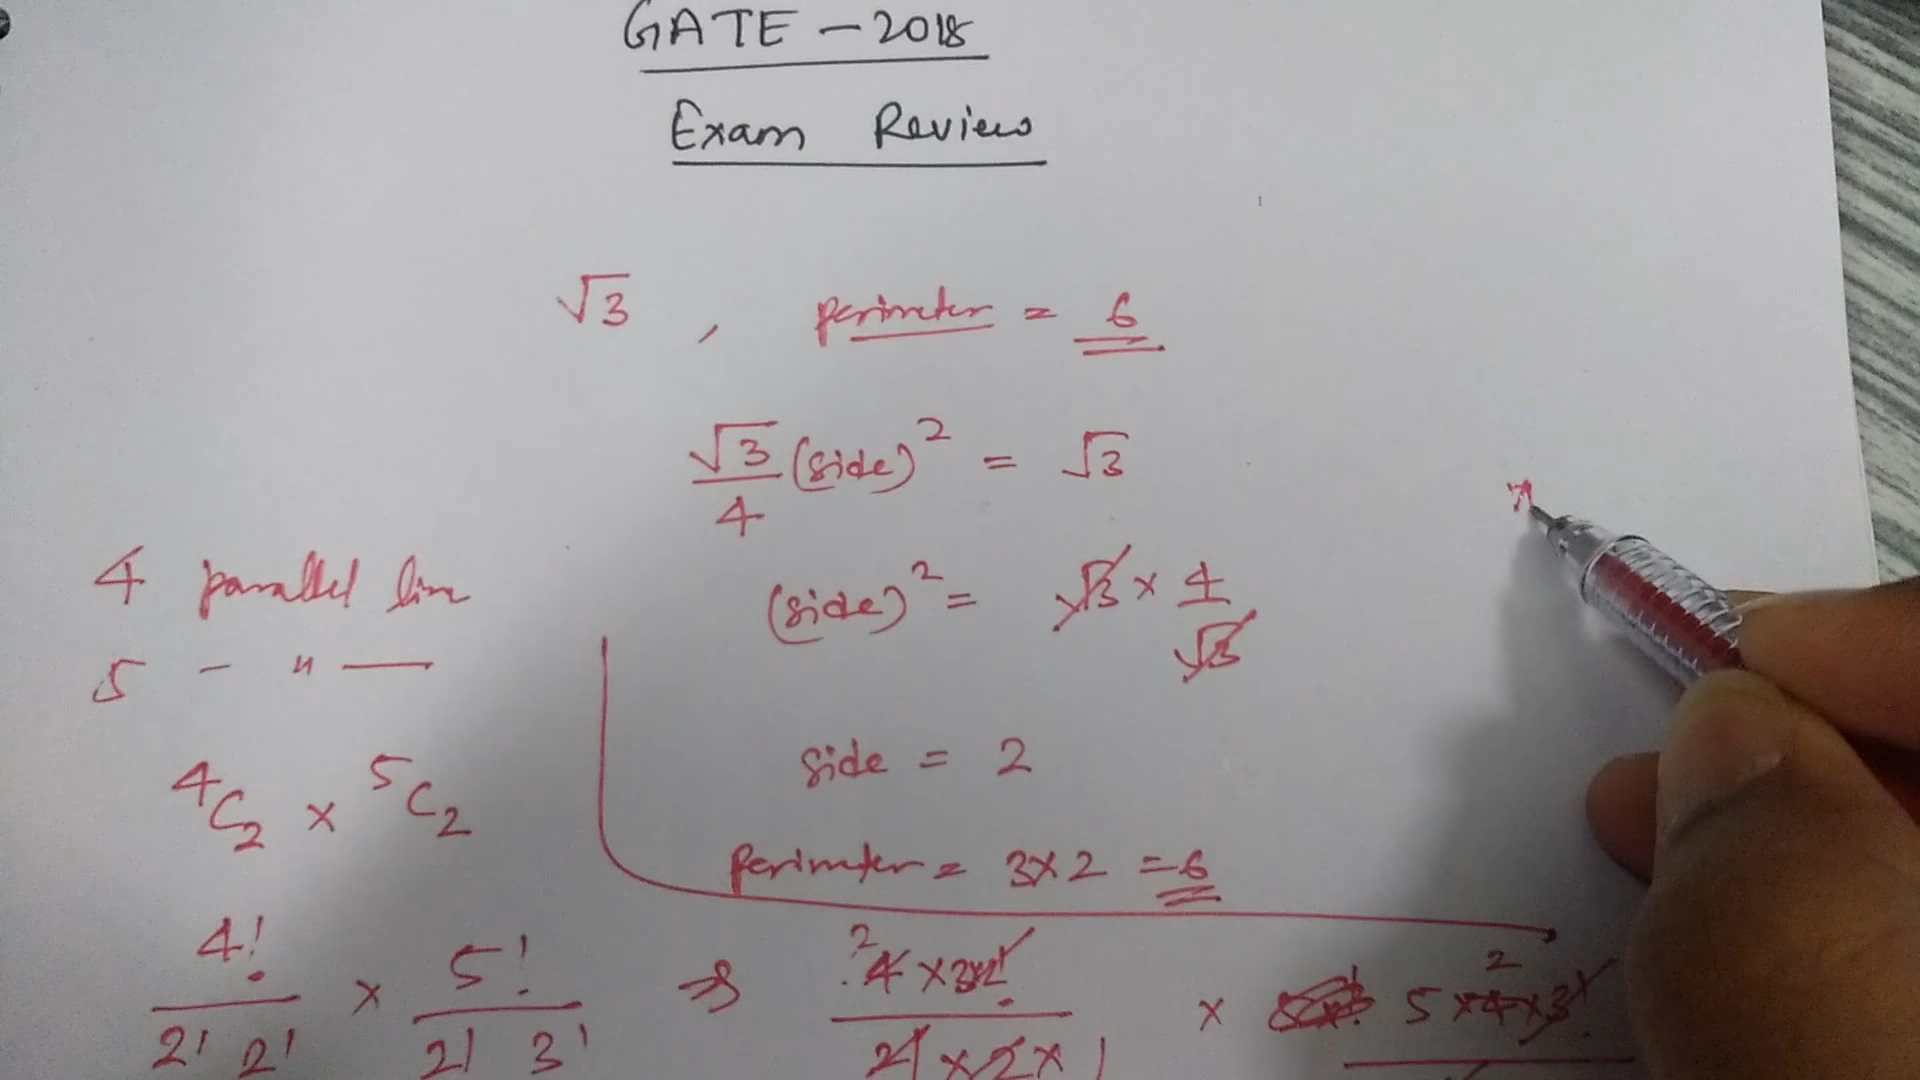 GATE – 2018
Exam Review
√3 , perimeter = 6
√3/4 (side)² = √3
(side)² = √3 × 4/√3
side = 2
perimeter = 3×2 = 6
4 parallel line
5 – " —
⁴C₂ × ⁵C₂
4!/2! 2! × 5!/2! 3! ⇒